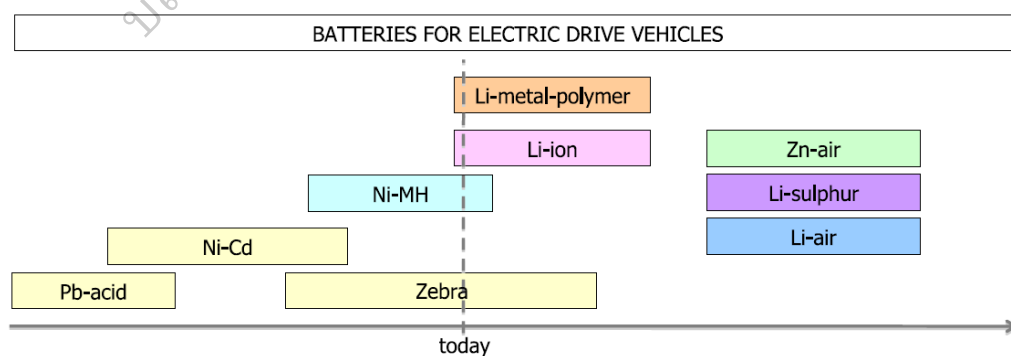 BATTERIES FOR ELECTRIC DRIVE VEHICLES
Li-metal-polymer
Li-ion
Zn-air
Ni-MH
Li-sulphur
Ni-Cd
Li-air
Pb-acid
Zebra
today